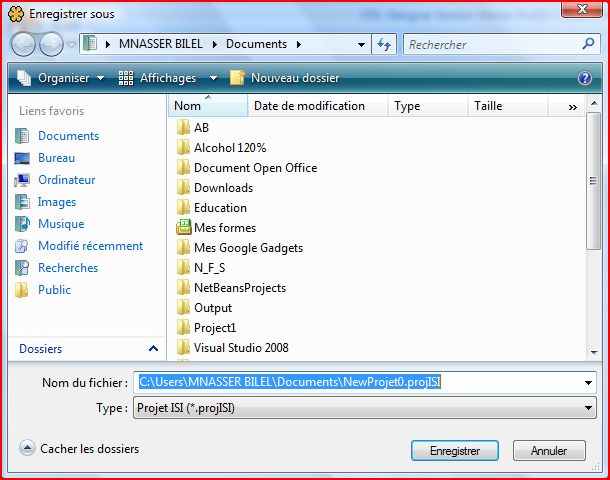 Enregistrer sous
MNASSER BILEL Documents
Rechercher
Organiser Affichages Nouveau dossier
Liens favoris
Documents
Bureau
Ordinateur
Images
Musique
Modifié récemment
Recherches
Public
Dossiers
Nom Date de modification Type Taille »
AB
Alcohol 120%
Document Open Office
Downloads
Education
Mes formes
Mes Google Gadgets
N_F_S
NetBeansProjects
Output
Project1
Visual Studio 2008
Nom du fichier : C:\Users\MNASSER BILEL\Documents\NewProjet0.projISI
Type : Projet ISI (*.projISI)
Cacher les dossiers
Enregistrer Annuler